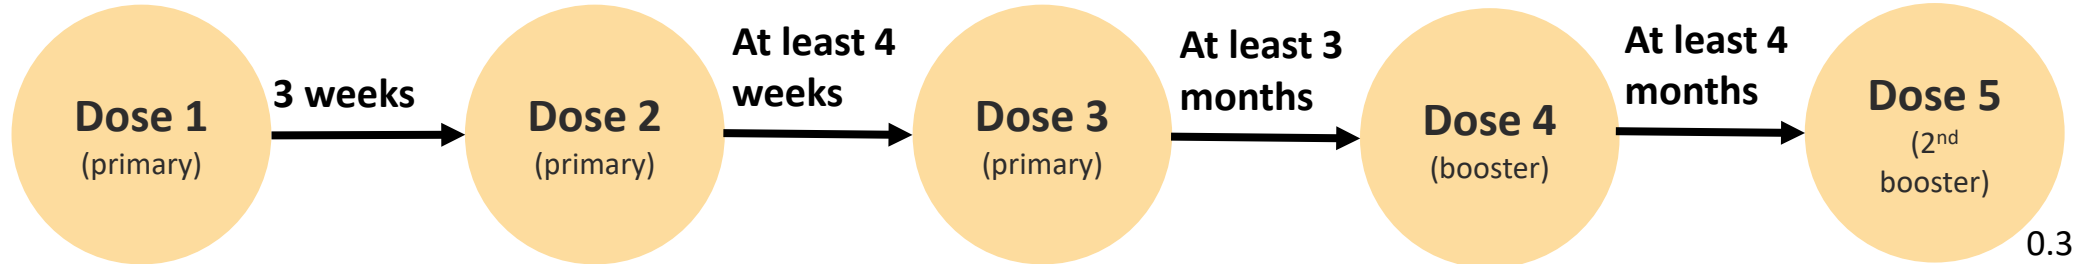 Dose 1
(primary)
3 weeks
Dose 2
(primary)
At least 4
weeks
Dose 3
(primary)
At least 3
months
Dose 4
(booster)
At least 4
months
Dose 5
(2nd
booster)
0.3